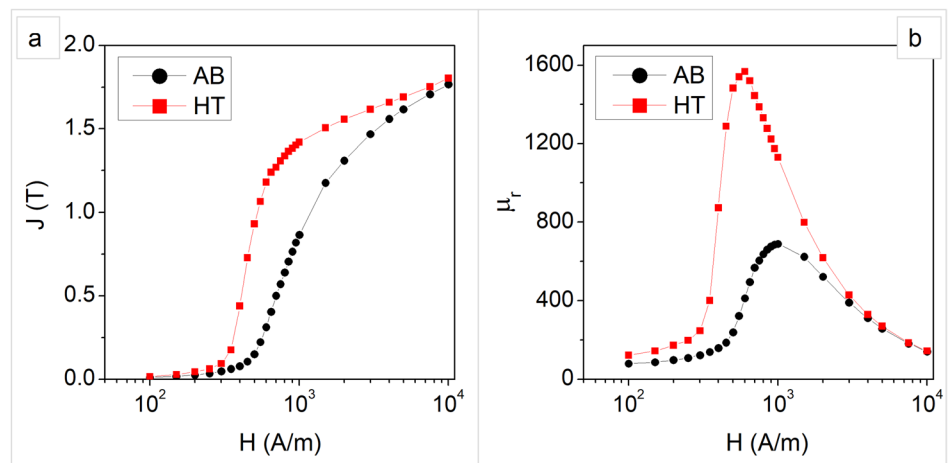 a
2.0
1.5
1.0
0.5
0.0
J (T)
AB
HT
10²
10³
10⁴
H (A/m)
b
1600
1200
800
400
0
μᵣ
AB
HT
10²
10³
10⁴
H (A/m)